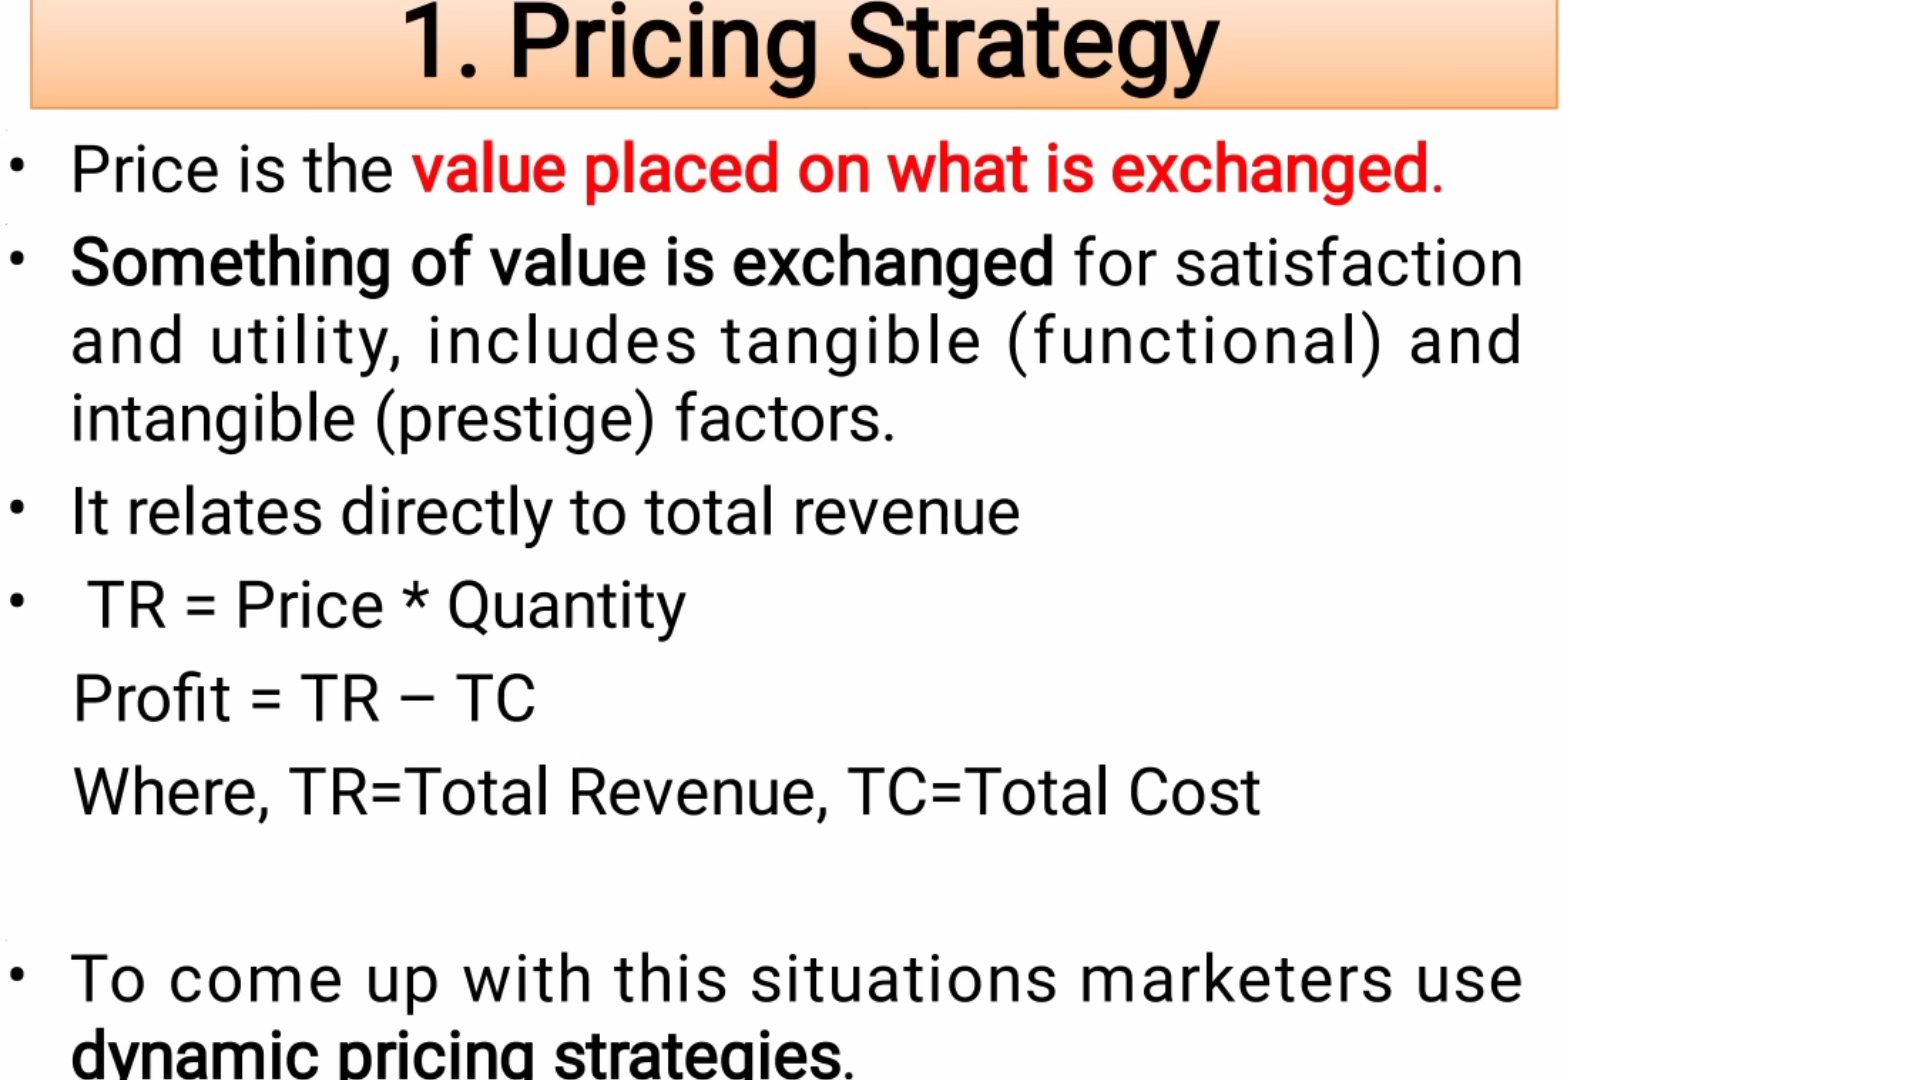 1. Pricing Strategy
• Price is the value placed on what is exchanged.
• Something of value is exchanged for satisfaction
and utility, includes tangible (functional) and
intangible (prestige) factors.
• It relates directly to total revenue
• TR = Price * Quantity
Profit = TR – TC
Where, TR=Total Revenue, TC=Total Cost
• To come up with this situations marketers use
dynamic pricing strategies.